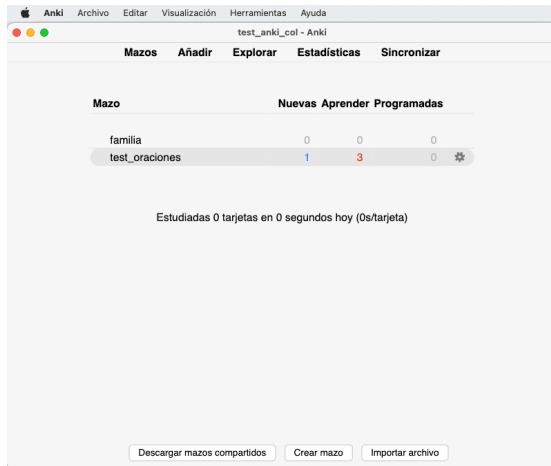 Anki Archivo Editar Visualización Herramientas Ayuda
test_anki_col - Anki
Mazos Añadir Explorar Estadísticas Sincronizar
Mazo Nuevas Aprender Programadas
familia 0 0 0
test_oraciones 1 3 0
Estudiadas 0 tarjetas en 0 segundos hoy (0s/tarjeta)
Descargar mazos compartidos Crear mazo Importar archivo